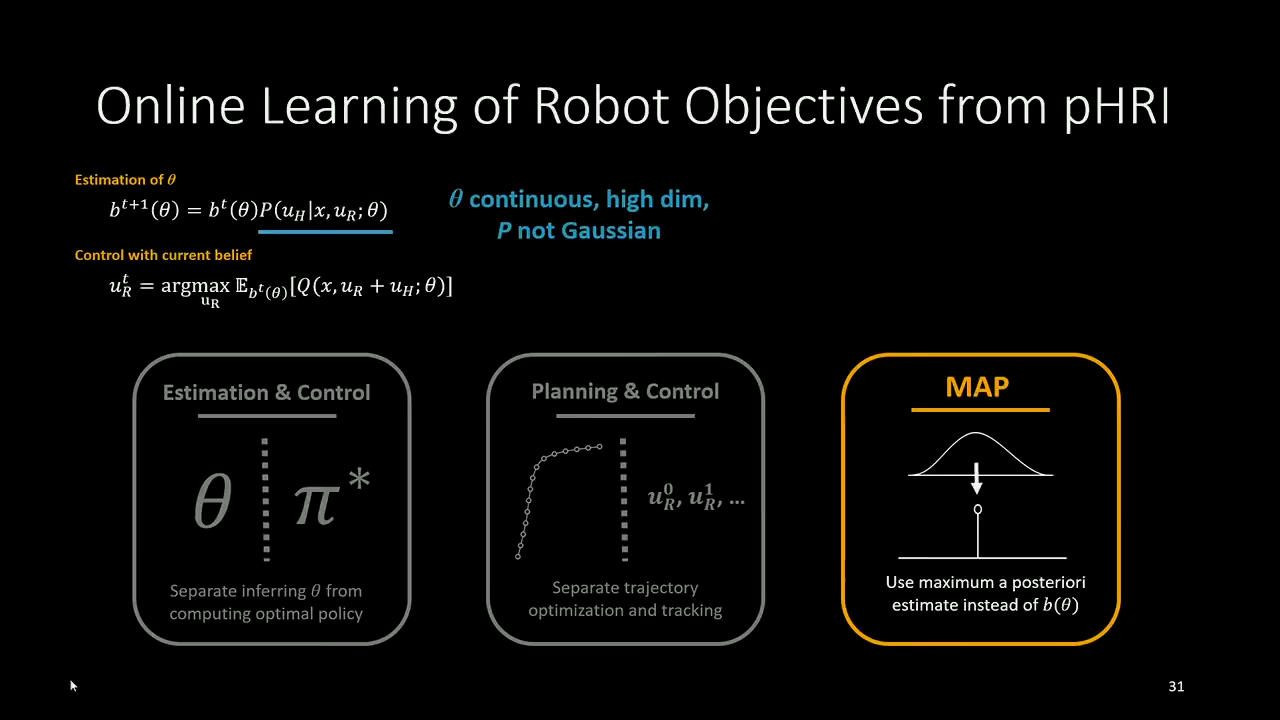 Online Learning of Robot Objectives from pHRI
Estimation of θ
b^{t+1}(θ) = b^t(θ)P(u_H|x, u_R; θ)
θ continuous, high dim,
P not Gaussian
Control with current belief
u_R^t = argmax_{u_R} 𝔼_{b^t(θ)}[Q(x, u_R + u_H; θ)]
Estimation & Control
θ π*
Separate inferring θ from
computing optimal policy
Planning & Control
u_R^0, u_R^1, ...
Separate trajectory
optimization and tracking
MAP
Use maximum a posteriori
estimate instead of b(θ)
31